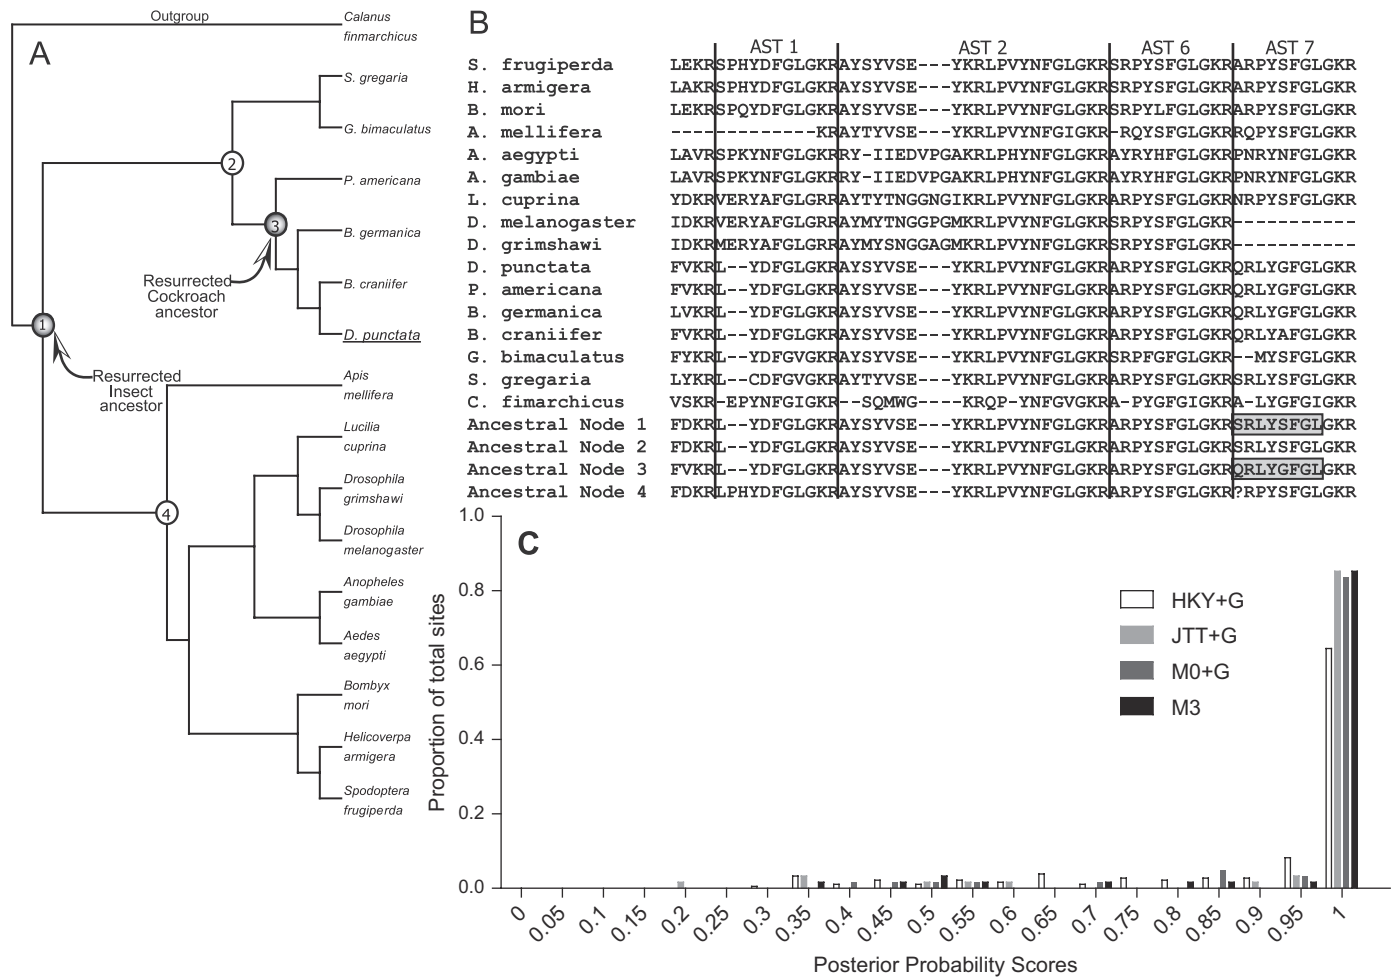 A
Outgroup
Calanus
finmarchicus
S. gregaria
G. bimaculatus
2
P. americana
3
B. germanica
Resurrected
Cockroach
ancestor
B. craniifer
D. punctata
1
Resurrected
Insect
ancestor
Apis
mellifera
Lucilia
cuprina
Drosophila
grimshawi
4
Drosophila
melanogaster
Anopheles
gambiae
Aedes
aegypti
Bombyx
mori
Helicoverpa
armigera
Spodoptera
frugiperda
B
AST 1 AST 2 AST 6 AST 7
S. frugiperda LEKRSPHYDFGLGKRAYSYVSE---YKRLPVYNFGLGKRSRPYSFGLGKRARPYSFGLGKR
H. armigera LAKRSPHYDFGLGKRAYSYVSE---YKRLPVYNFGLGKRSRPYSFGLGKRARPYSFGLGKR
B. mori LEKRSPQYDFGLGKRAYSYVSE---YKRLPVYNFGLGKRSRPYLFGLGKRARPYSFGLGKR
A. mellifera -------------KRAYTYVSE---YKRLPVYNFGIGKR-RQYSFGLGKRRQPYSFGLGKR
A. aegypti LAVRSPKYNFGLGKRRY-IIEDVPGAKRLPHYNFGLGKRAYRYHFGLGKRPNRYNFGLGKR
A. gambiae LAVRSPKYNFGLGKRRY-IIEDVPGAKRLPHYNFGLGKRAYRYHFGLGKRPNRYNFGLGKR
L. cuprina YDKRVERYAFGLGRRAYTYTNGGNGIKRLPVYNFGLGKRARPYSFGLGKRNRPYSFGLGKR
D. melanogaster IDKRVERYAFGLGRRAYMYTNGGPGMKRLPVYNFGLGKRSRPYSFGLGKR-----------
D. grimshawi IDKRMERYAFGLGRRAYMYSNGGAGMKRLPVYNFGLGKRSRPYSFGLGKR-----------
D. punctata FVKRL--YDFGLGKRAYSYVSE---YKRLPVYNFGLGKRSRPYSFGLGKRQRLYGFGLGKR
P. americana FVKRL--YDFGLGKRAYSYVSE---YKRLPVYNFGLGKRARPYSFGLGKRQRLYGFGLGKR
B. germanica LVKRL--YDFGLGKRAYSYVSE---YKRLPVYNFGLGKRSRPYSFGLGKRQRLYGFGLGKR
B. craniifer FVKRL--YDFGLGKRAYSYVSE---YKRLPVYNFGLGKRARPYSFGLGKRQRLYAFGLGKR
G. bimaculatus FYKRL--YDFGVGKRAYSYVSE---YKRLPVYNFGLGKRSRPFGFGLGKR--MYSFGLGKR
S. gregaria LYKRL--CDFGVGKRAYTYVSE---YKRLPVYNFGLGKRARPYSFGLGKRSRLYSFGLGKR
C. fimarchicus VSKR-EPYNFGIGKR--SQMWG----KRQP-YNFGVGKRA-PYGFGIGKRA-LYGFGIGKR
Ancestral Node 1 FDKRL--YDFGLGKRAYSYVSE---YKRLPVYNFGLGKRARPYSFGLGKRSRLYSFGLGKR
Ancestral Node 2 FDKRL--YDFGLGKRAYSYVSE---YKRLPVYNFGLGKRARPYSFGLGKRSRLYSFGLGKR
Ancestral Node 3 FVKRL--YDFGLGKRAYSYVSE---YKRLPVYNFGLGKRARPYSFGLGKRQRLYGFGLGKR
Ancestral Node 4 FDKRLPHYDFGLGKRAYSYVSE---YKRLPVYNFGLGKRARPYSFGLGKR?RPYSFGLGKR
C
Proportion of total sites
1.0
0.8
0.6
0.4
0.2
0.0
HKY+G
JTT+G
M0+G
M3
0 0.05 0.1 0.15 0.2 0.25 0.3 0.35 0.4 0.45 0.5 0.55 0.6 0.65 0.7 0.75 0.8 0.85 0.9 0.95 1
Posterior Probability Scores